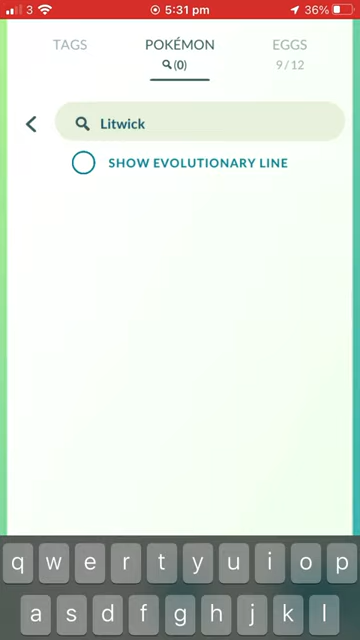 3 5:31 pm 36%
TAGS POKÉMON EGGS
(0) 9/12
Litwick
SHOW EVOLUTIONARY LINE
q w e r t y u i o p
a s d f g h j k l